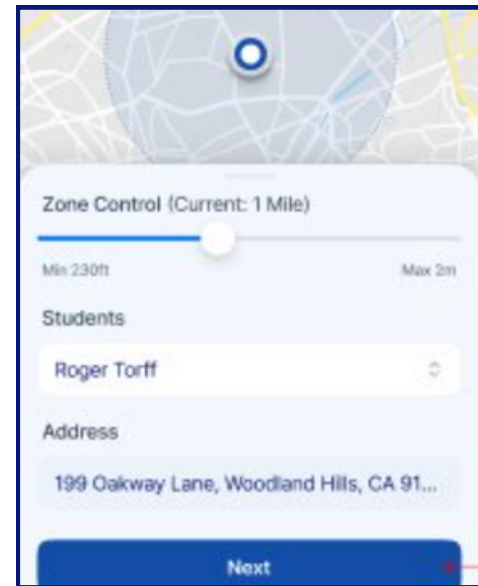 Zone Control (Current: 1 Mile)
Min 230ft
Max 2m
Students
Roger Torff
Address
199 Oakway Lane, Woodland Hills, CA 91...
Next